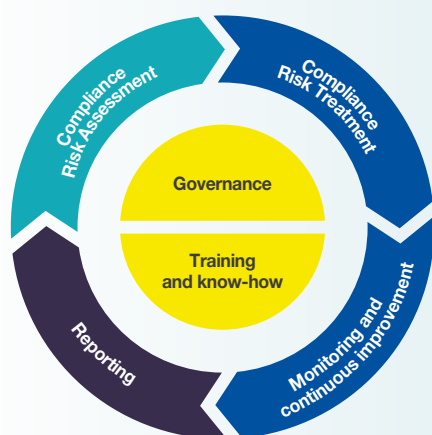 Compliance
Risk Assessment
Compliance
Risk Treatment
Governance
Training
and know-how
Reporting
Monitoring and
continuous improvement